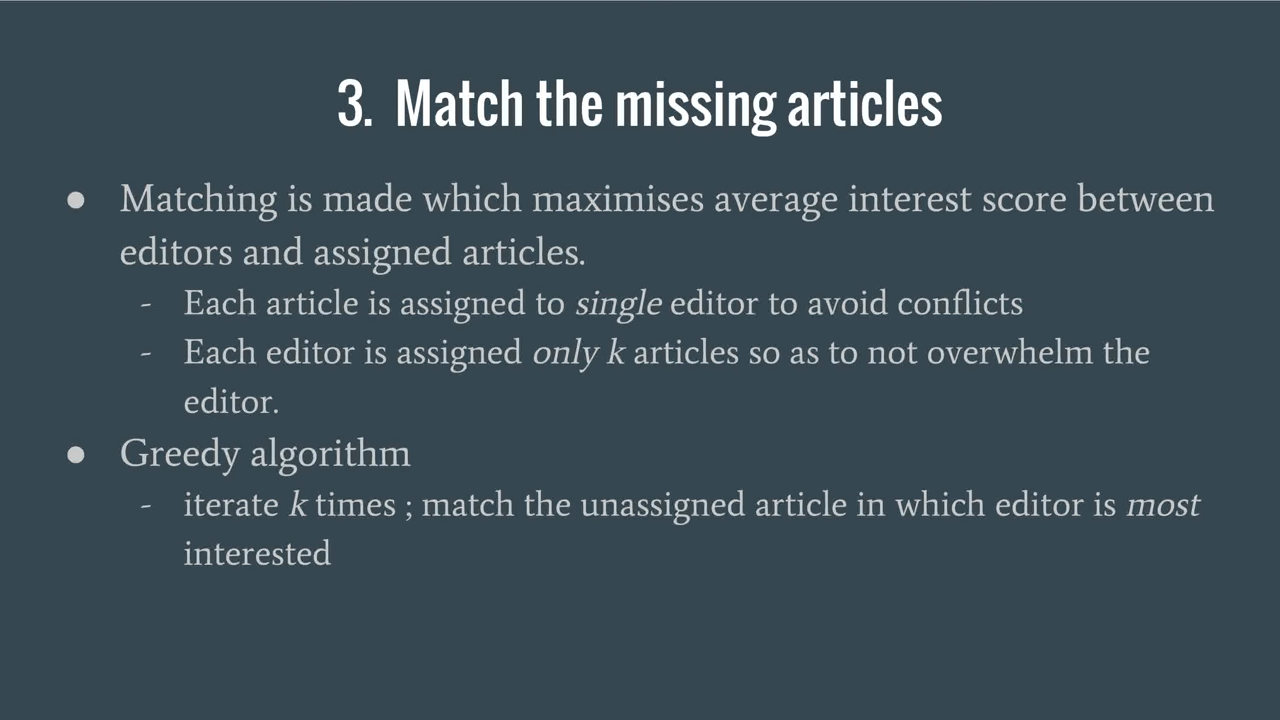 3. Match the missing articles
● Matching is made which maximises average interest score between
editors and assigned articles.
- Each article is assigned to single editor to avoid conflicts
- Each editor is assigned only k articles so as to not overwhelm the
editor.
● Greedy algorithm
- iterate k times ; match the unassigned article in which editor is most
interested